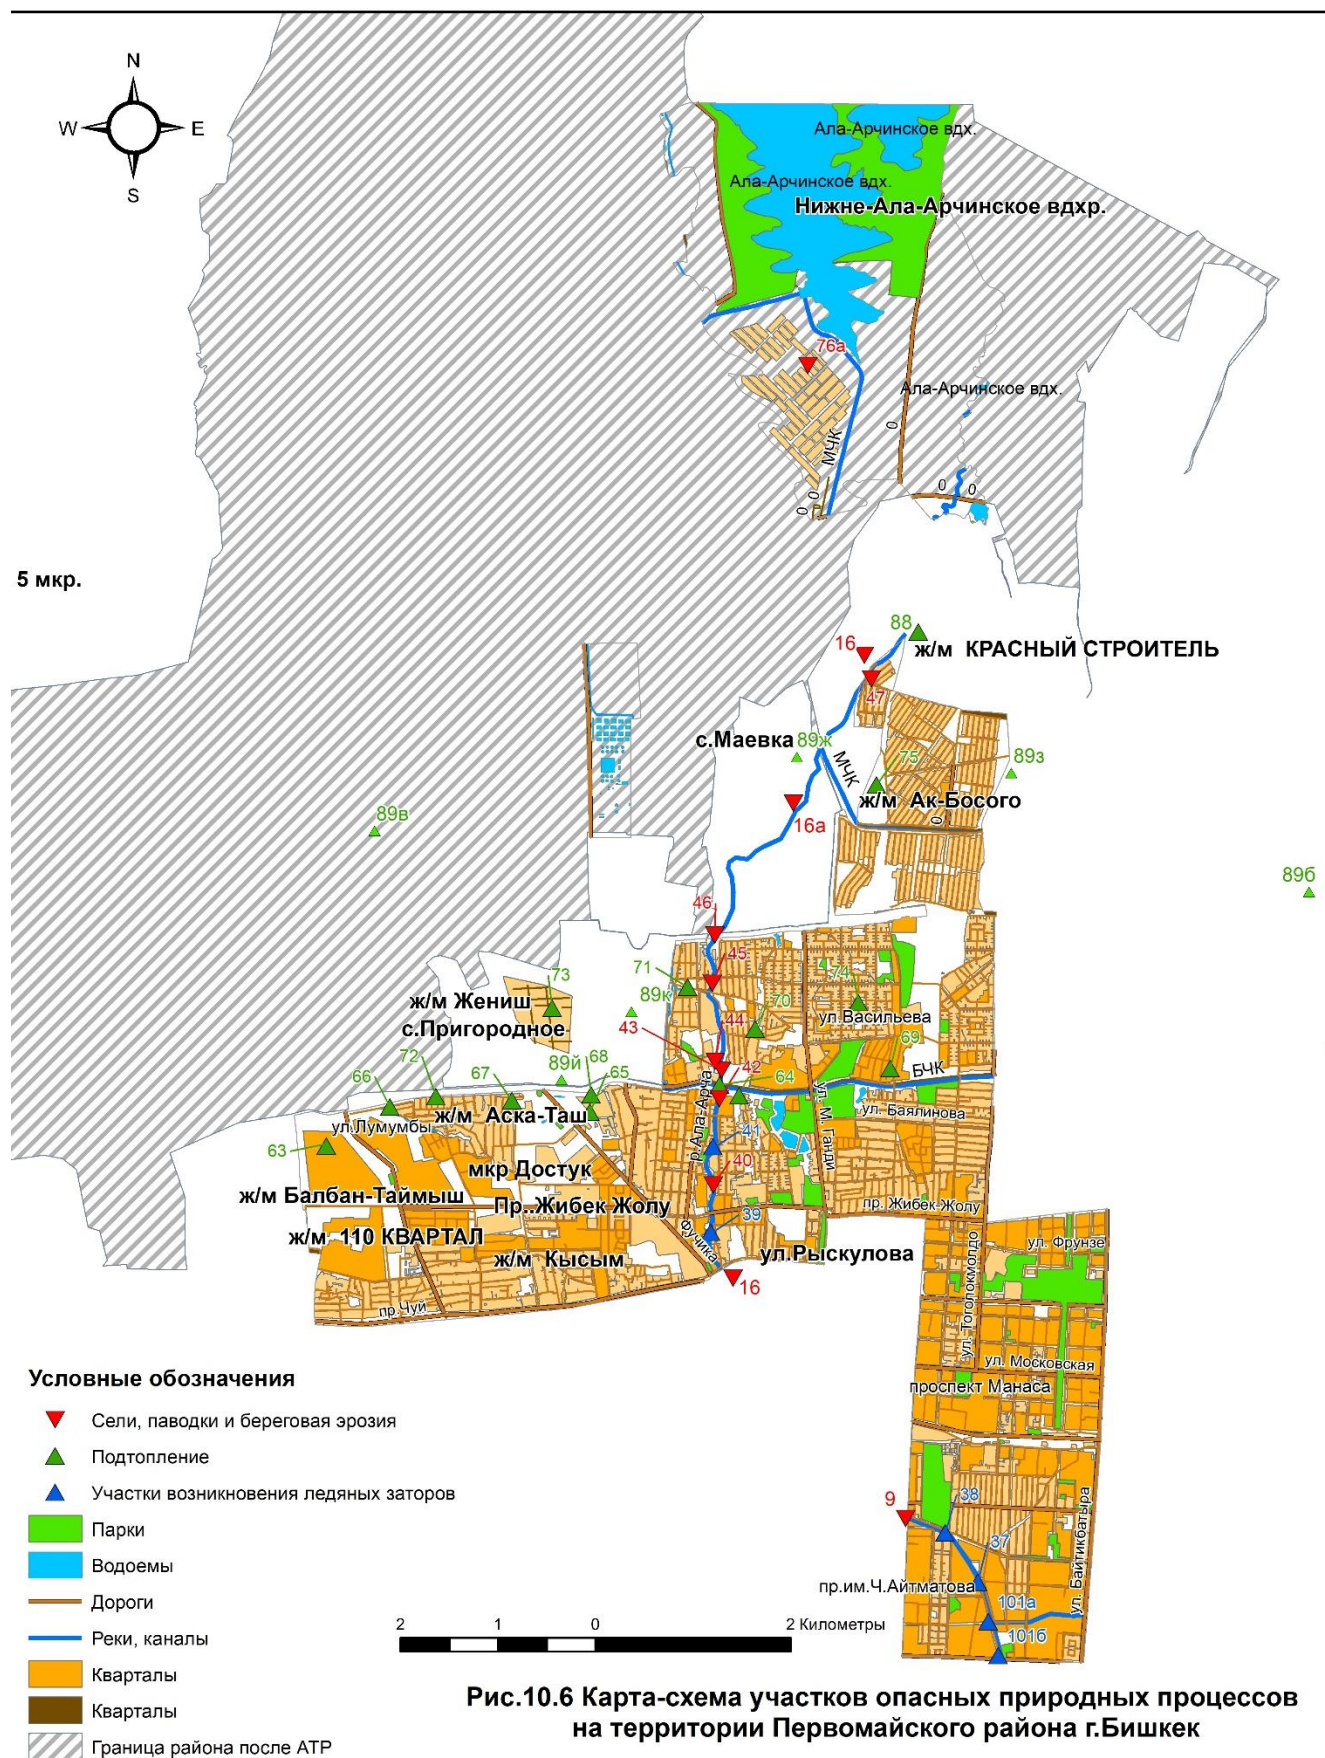 N
W
E
S
Ала-Арчинское вдх.
Ала-Арчинское вдх.
Нижне-Ала-Арчинское вдхр.
76а
Ала-Арчинское вдх.
0
МЧК
0
0
0
0
5 мкр.
88
16
ж/м КРАСНЫЙ СТРОИТЕЛЬ
47
с.Маевка
89ж
МЧК
75
89з
ж/м Ак-Босого
16а
0
89в
89б
46
45
71
73
74
89к
70
ж/м Жениш
с.Пригородное
ул.Васильева
44
43
69
42
БЧК
72
89й
68
66
67
65
64
ж/м Аска-Таш
ул.Лумумбы
р.Ала-Арча
ул. М. Ганди
ул. Баялинова
63
41
мкр Достук
40
ж/м Балбан-Таймыш
Пр..Жибек Жолу
пр. Жибек Жолу
39
ж/м 110 КВАРТАЛ
Фучика
ул. Фрунзе
ж/м Кысым
ул.Рыскулова
16
пр.Чуй
ул. Тоголокмолдо
ул. Московская
проспект Манаса
9
38
37
ул. Байтикбатыра
пр.им.Ч.Айтматова
101а
101б
Условные обозначения
Сели, паводки и береговая эрозия
Подтопление
Участки возникновения ледяных заторов
Парки
Водоемы
Дороги
Реки, каналы
Кварталы
Кварталы
Граница района после АТР
2 1 0 2 Километры
Рис.10.6 Карта-схема участков опасных природных процессов
на территории Первомайского района г.Бишкек